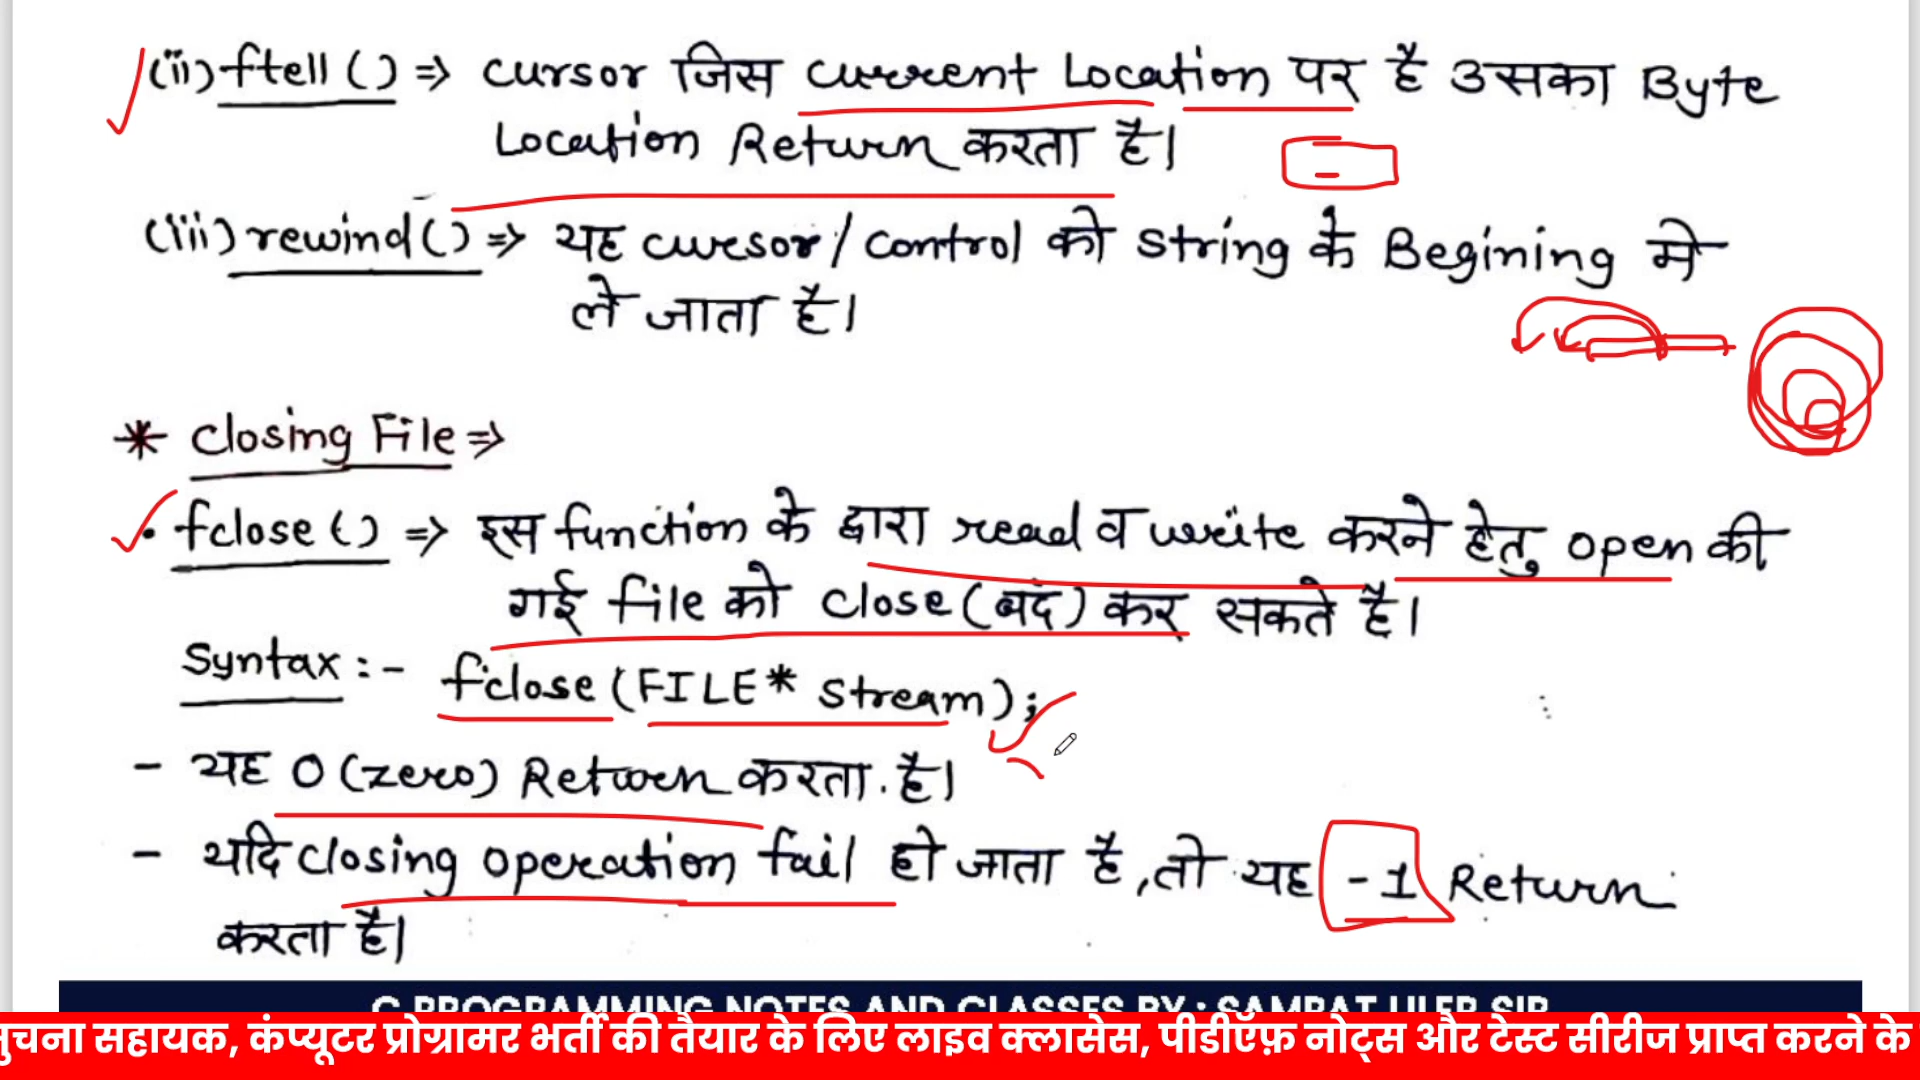 (ii) ftell () => cursor जिस current Location पर है उसका Byte
Location Return करता है।
(iii) rewind () => यह cursor/control को string के Begining मे
ले जाता है।
* Closing File =>
• fclose () => इस function के द्वारा read व write करने हेतु open की
गई file को close (बंद) कर सकते है।
Syntax :- fclose (FILE* Stream);
- यह 0 (zero) Return करता है।
- यदि closing operation fail हो जाता है, तो यह -1 Return
करता है।
C PROGRAMMING NOTES AND CLASSES BY : SAMRAT ULER SIR
सुचना सहायक, कंप्यूटर प्रोग्रामर भर्ती की तैयार के लिए लाइव क्लासेस, पीडीऍफ़ नोट्स और टेस्ट सीरीज प्राप्त करने के